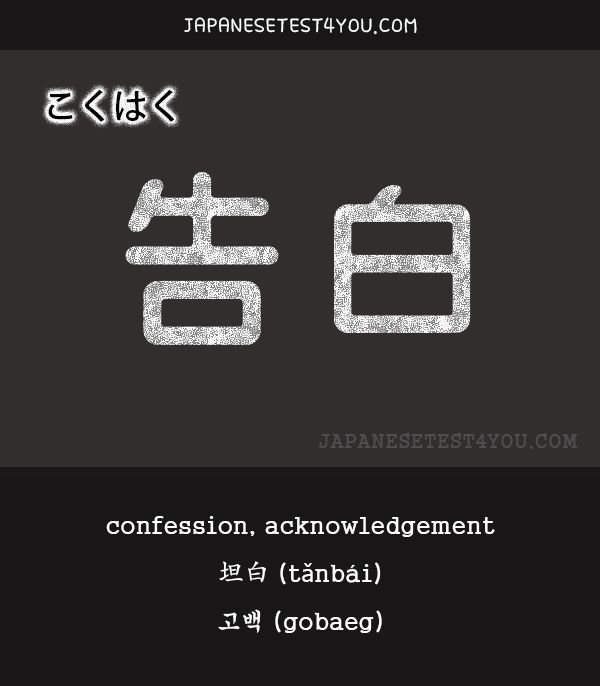 JAPANESETEST4YOU.COM
こくはく
告白
JAPANESETEST4YOU.COM
confession, acknowledgement
坦白 (tǎnbái)
고백 (gobaeg)